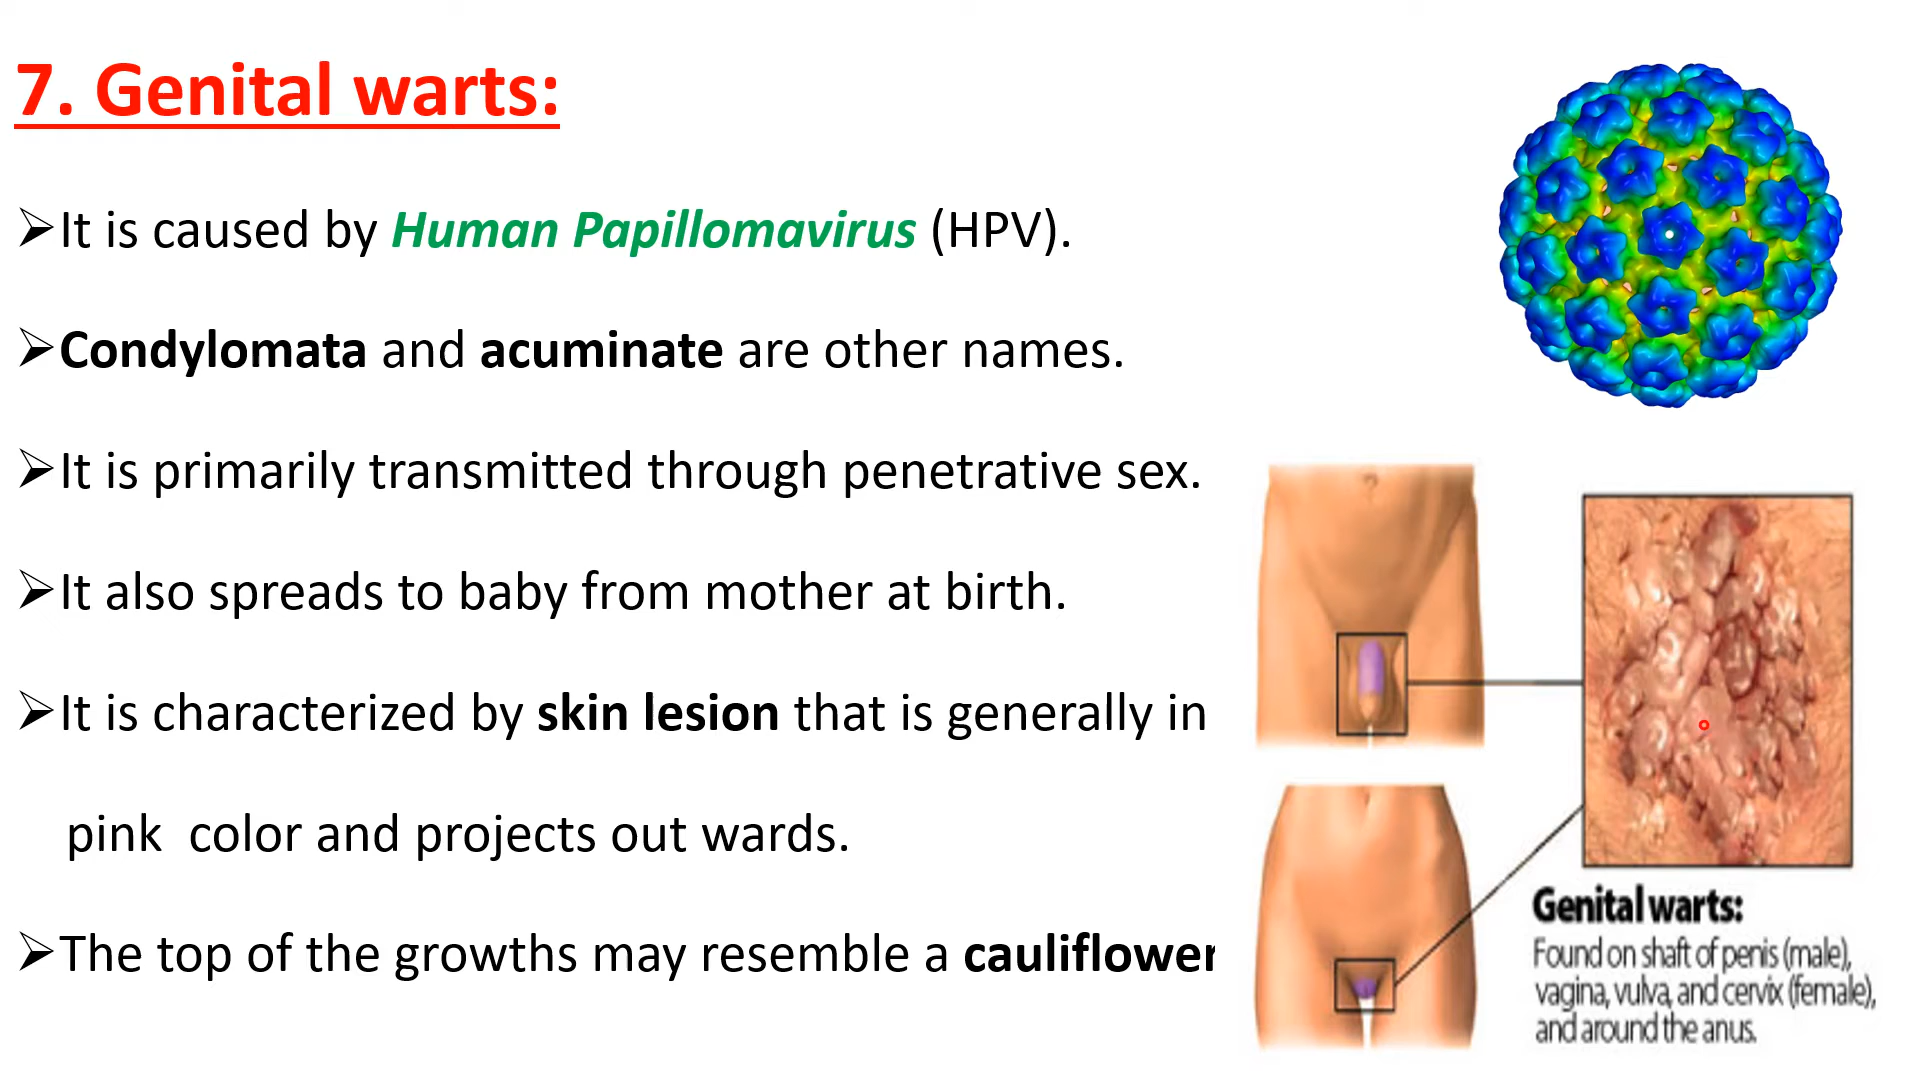 7. Genital warts:
➢It is caused by Human Papillomavirus (HPV).
➢Condylomata and acuminate are other names.
➢It is primarily transmitted through penetrative sex.
➢It also spreads to baby from mother at birth.
➢It is characterized by skin lesion that is generally in
pink  color and projects out wards.
➢The top of the growths may resemble a cauliflower
Genital warts:
Found on shaft of penis (male),
vagina, vulva, and cervix (female),
and around the anus.